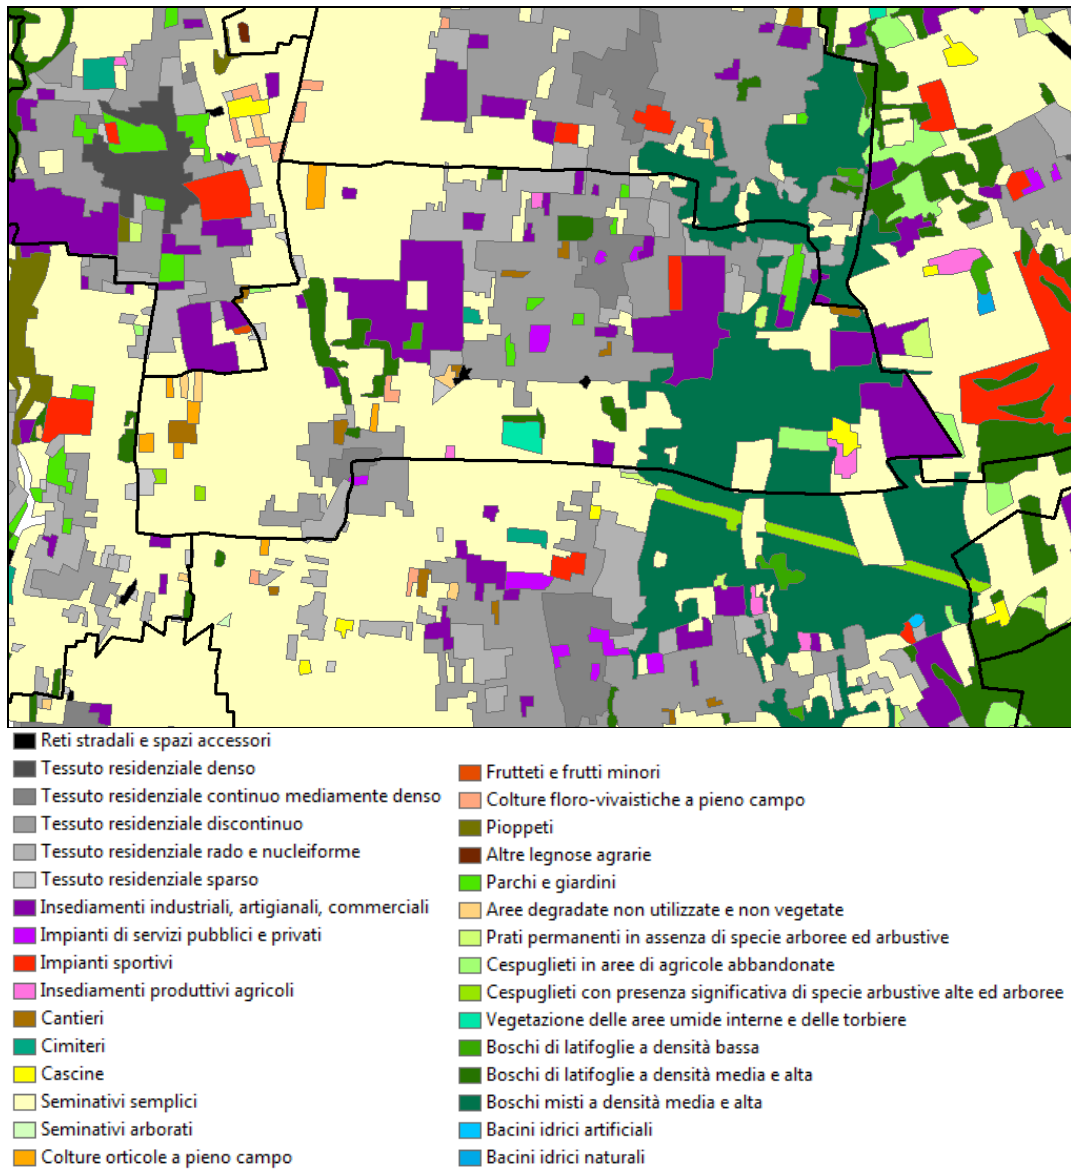 Reti stradali e spazi accessori
Tessuto residenziale denso
Tessuto residenziale continuo mediamente denso
Tessuto residenziale discontinuo
Tessuto residenziale rado e nucleiforme
Tessuto residenziale sparso
Insediamenti industriali, artigianali, commerciali
Impianti di servizi pubblici e privati
Impianti sportivi
Insediamenti produttivi agricoli
Cantieri
Cimiteri
Cascine
Seminativi semplici
Seminativi arborati
Colture orticole a pieno campo
Frutteti e frutti minori
Colture floro-vivaistiche a pieno campo
Pioppeti
Altre legnose agrarie
Parchi e giardini
Aree degradate non utilizzate e non vegetate
Prati permanenti in assenza di specie arboree ed arbustive
Cespuglieti in aree di agricole abbandonate
Cespuglieti con presenza significativa di specie arbustive alte ed arboree
Vegetazione delle aree umide interne e delle torbiere
Boschi di latifoglie a densità bassa
Boschi di latifoglie a densità media e alta
Boschi misti a densità media e alta
Bacini idrici artificiali
Bacini idrici naturali